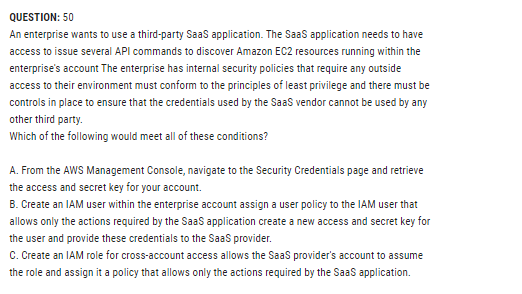 QUESTION: 50
An enterprise wants to use a third-party SaaS application. The SaaS application needs to have
access to issue several API commands to discover Amazon EC2 resources running within the
enterprise's account The enterprise has internal security policies that require any outside
access to their environment must conform to the principles of least privilege and there must be
controls in place to ensure that the credentials used by the SaaS vendor cannot be used by any
other third party.
Which of the following would meet all of these conditions?
A. From the AWS Management Console, navigate to the Security Credentials page and retrieve
the access and secret key for your account.
B. Create an IAM user within the enterprise account assign a user policy to the IAM user that
allows only the actions required by the SaaS application create a new access and secret key for
the user and provide these credentials to the SaaS provider.
C. Create an IAM role for cross-account access allows the SaaS provider's account to assume
the role and assign it a policy that allows only the actions required by the SaaS application.